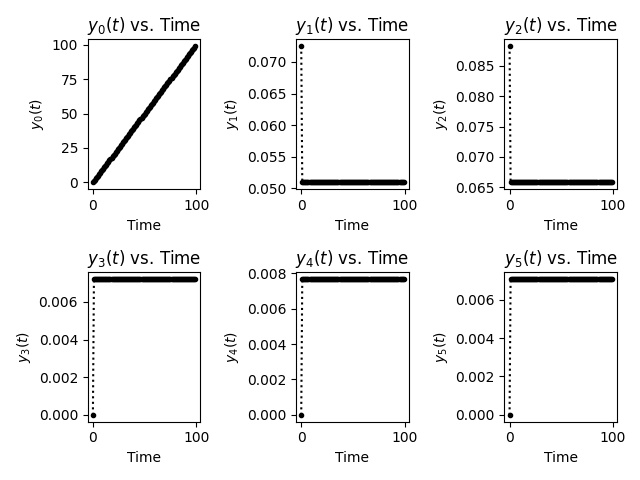 y₀(t) vs. Time
y₁(t) vs. Time
y₂(t) vs. Time
100
75
50
25
0
y₀(t)
0
100
Time
0.070
0.065
0.060
0.055
0.050
y₁(t)
0
100
Time
0.085
0.080
0.075
0.070
0.065
y₂(t)
0
100
Time
y₃(t) vs. Time
y₄(t) vs. Time
y₅(t) vs. Time
0.006
0.004
0.002
0.000
y₃(t)
0
100
Time
0.008
0.006
0.004
0.002
0.000
y₄(t)
0
100
Time
0.006
0.004
0.002
0.000
y₅(t)
0
100
Time